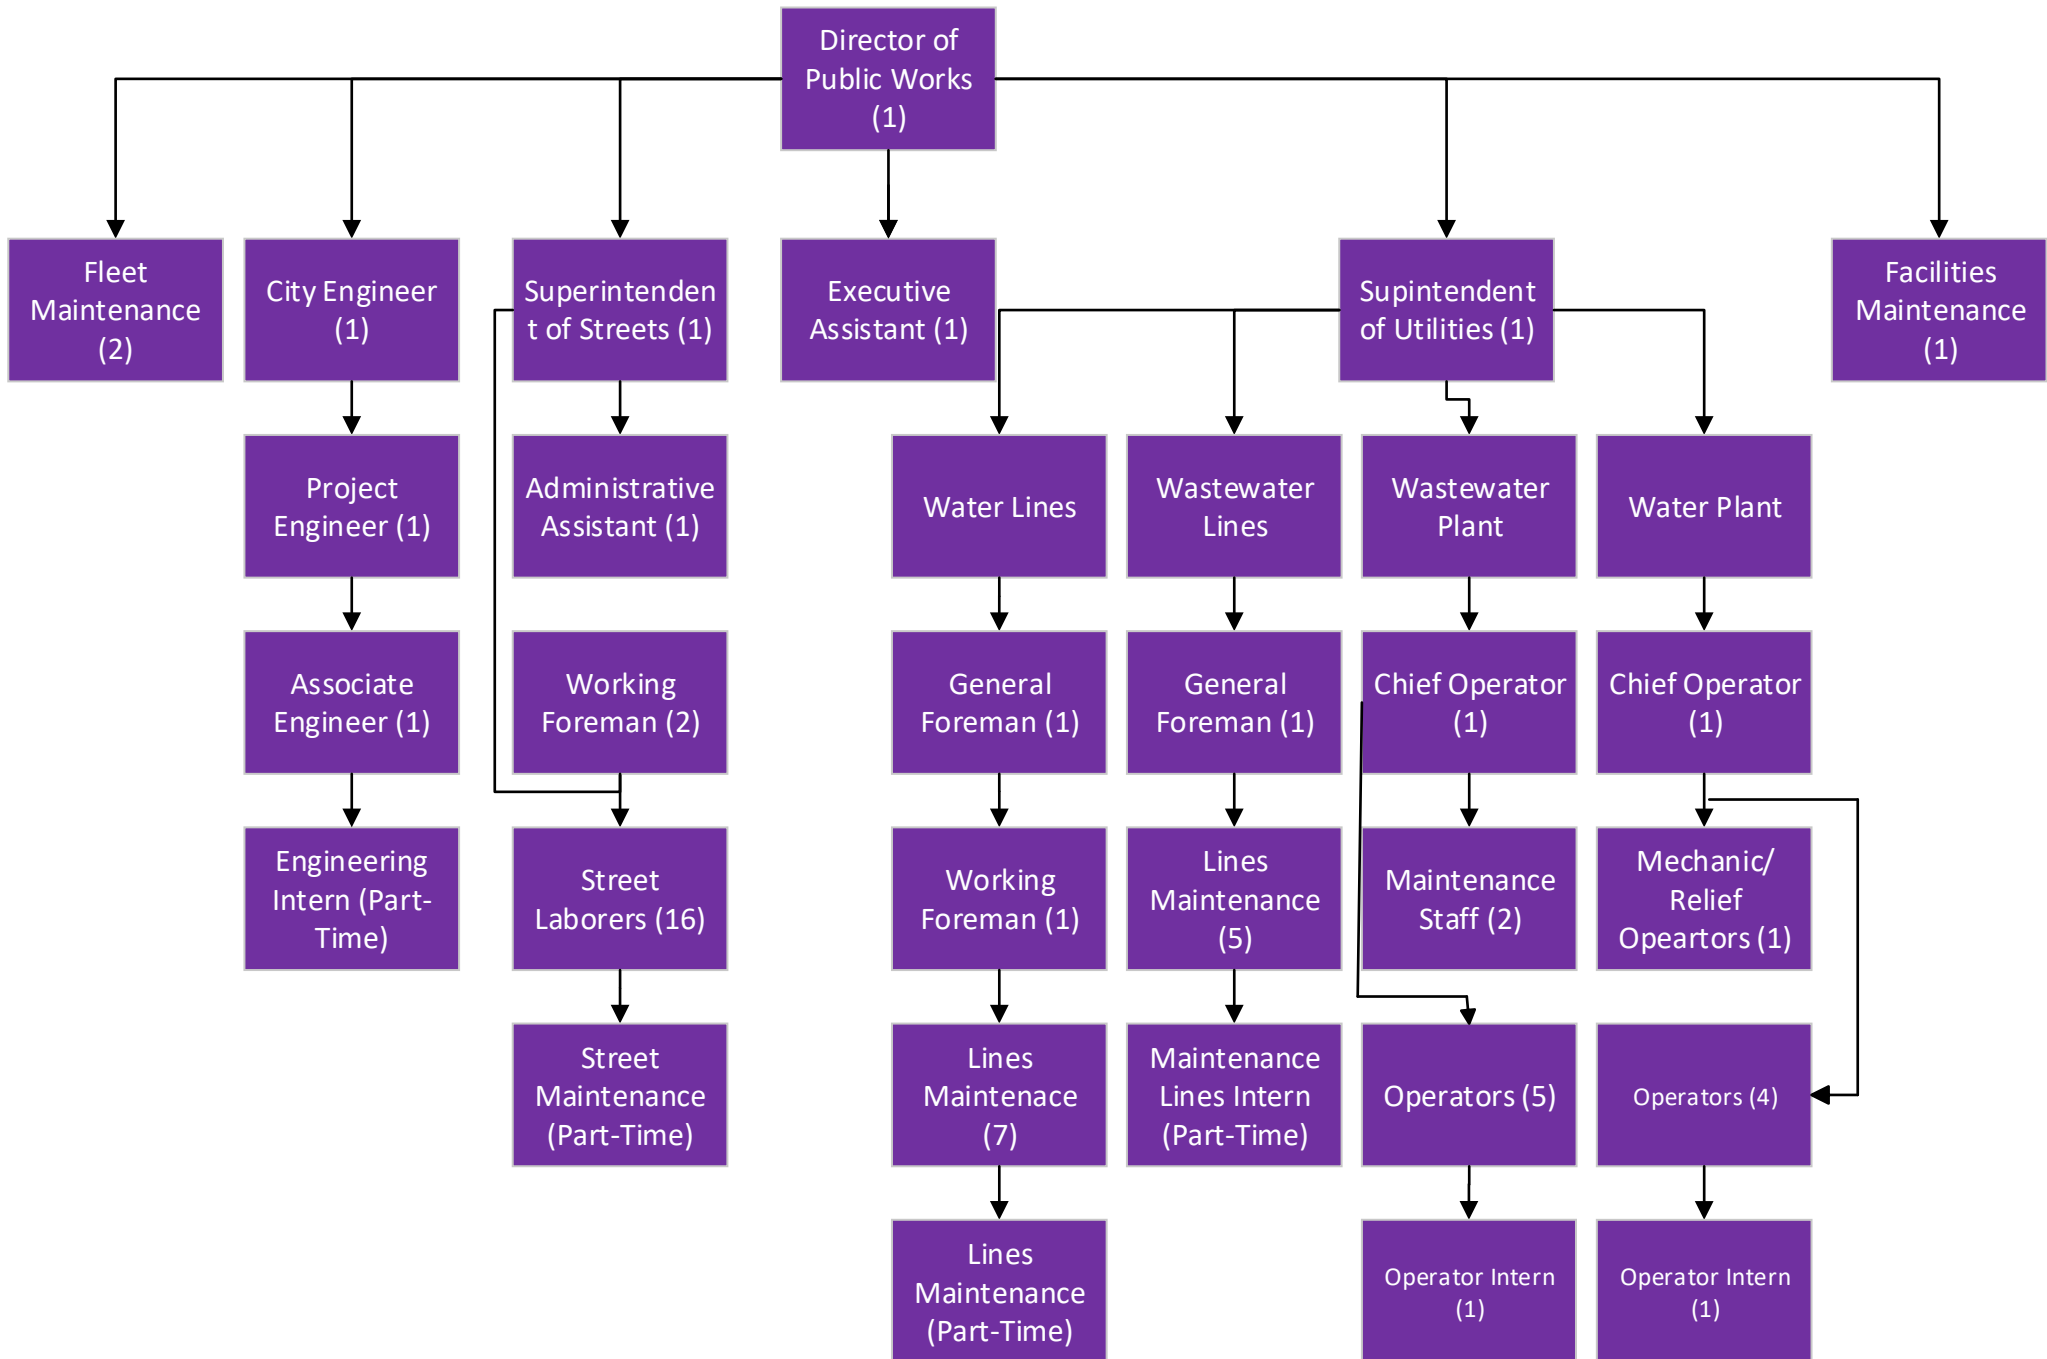 Director of
Public Works
(1)
Fleet
Maintenance
(2)
City Engineer
(1)
Superintenden
t of Streets (1)
Executive
Assistant (1)
Supintendent
of Utilities (1)
Facilities
Maintenance
(1)
Project
Engineer (1)
Administrative
Assistant (1)
Water Lines
Wastewater
Lines
Wastewater
Plant
Water Plant
Associate
Engineer (1)
Working
Foreman (2)
General
Foreman (1)
General
Foreman (1)
Chief Operator
(1)
Chief Operator
(1)
Engineering
Intern (Part-
Time)
Street
Laborers (16)
Working
Foreman (1)
Lines
Maintenance
(5)
Maintenance
Staff (2)
Mechanic/
Relief
Opeartors (1)
Street
Maintenance
(Part-Time)
Lines
Maintenace
(7)
Maintenance
Lines Intern
(Part-Time)
Operators (5)
Operators (4)
Lines
Maintenance
(Part-Time)
Operator Intern
(1)
Operator Intern
(1)